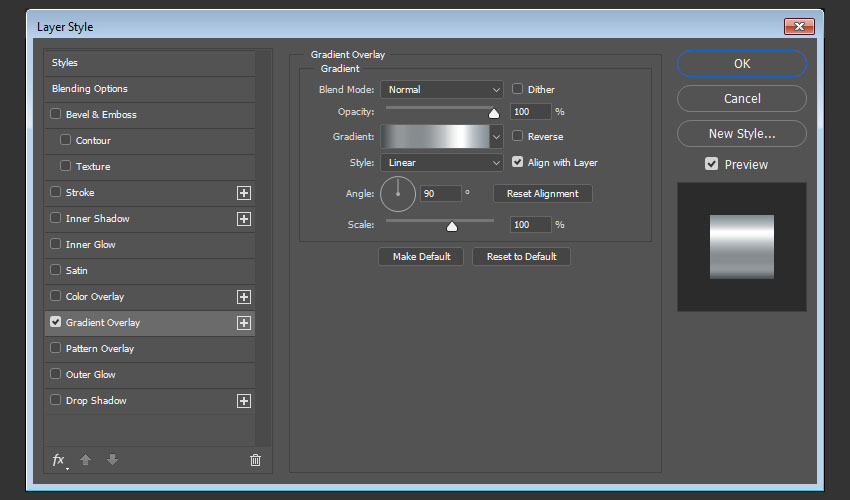 Layer Style
Styles
Blending Options
Bevel & Emboss
Contour
Texture
Stroke
Inner Shadow
Inner Glow
Satin
Color Overlay
Gradient Overlay
Pattern Overlay
Outer Glow
Drop Shadow
fx
Gradient Overlay
Gradient
Blend Mode: Normal Dither
Opacity: 100 %
Gradient: Reverse
Style: Linear Align with Layer
Angle: 90 ° Reset Alignment
Scale: 100 %
Make Default Reset to Default
OK
Cancel
New Style...
Preview